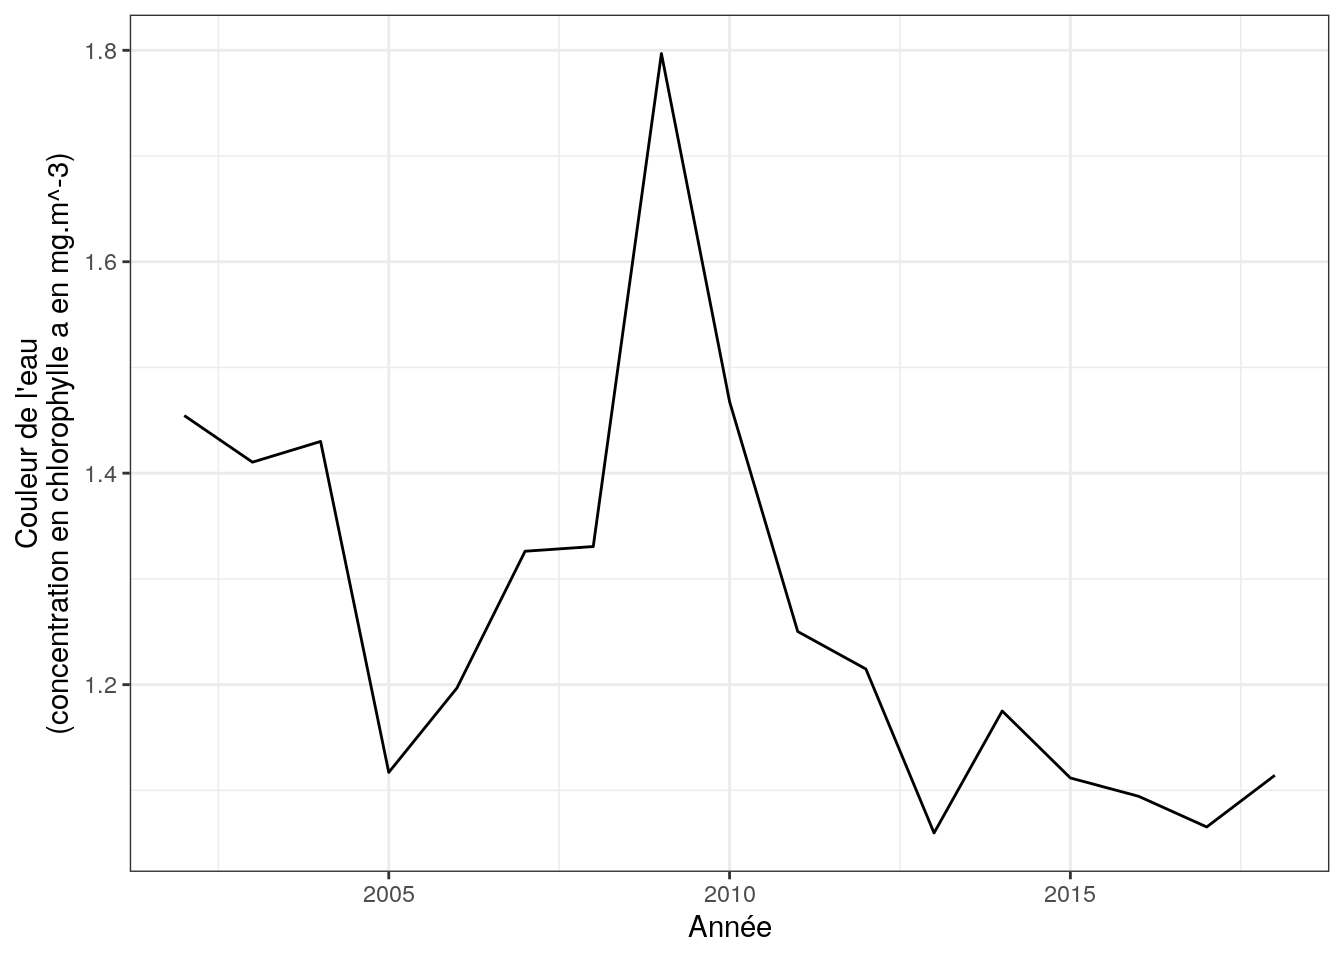 Couleur de l'eau
(concentration en chlorophylle a en mg.m^-3)
1.8
1.6
1.4
1.2
2005 2010 2015
Année